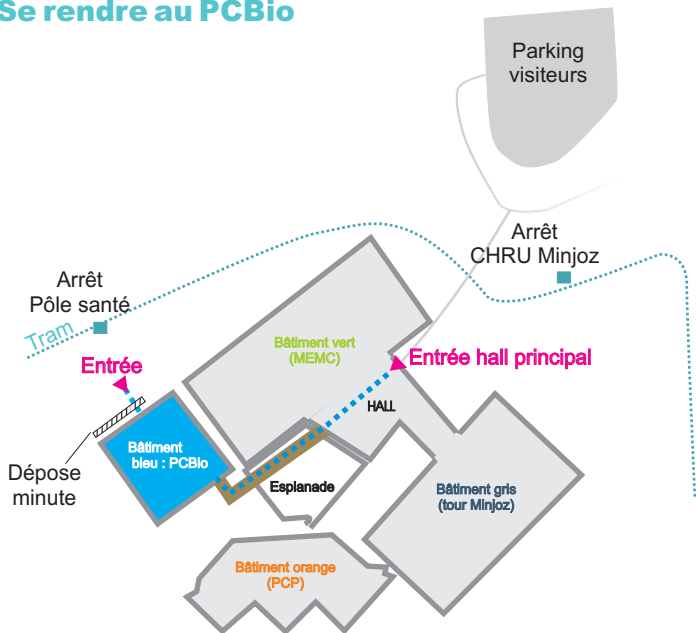 Se rendre au PCBio
Parking
visiteurs
Arrêt
CHRU Minjoz
Arrêt
Pôle santé
Tram
Entrée
Bâtiment vert
(MEMC)
Entrée hall principal
HALL
Bâtiment
bleu : PCBio
Dépose
minute
Esplanade
Bâtiment gris
(tour Minjoz)
Bâtiment orange
(PCP)